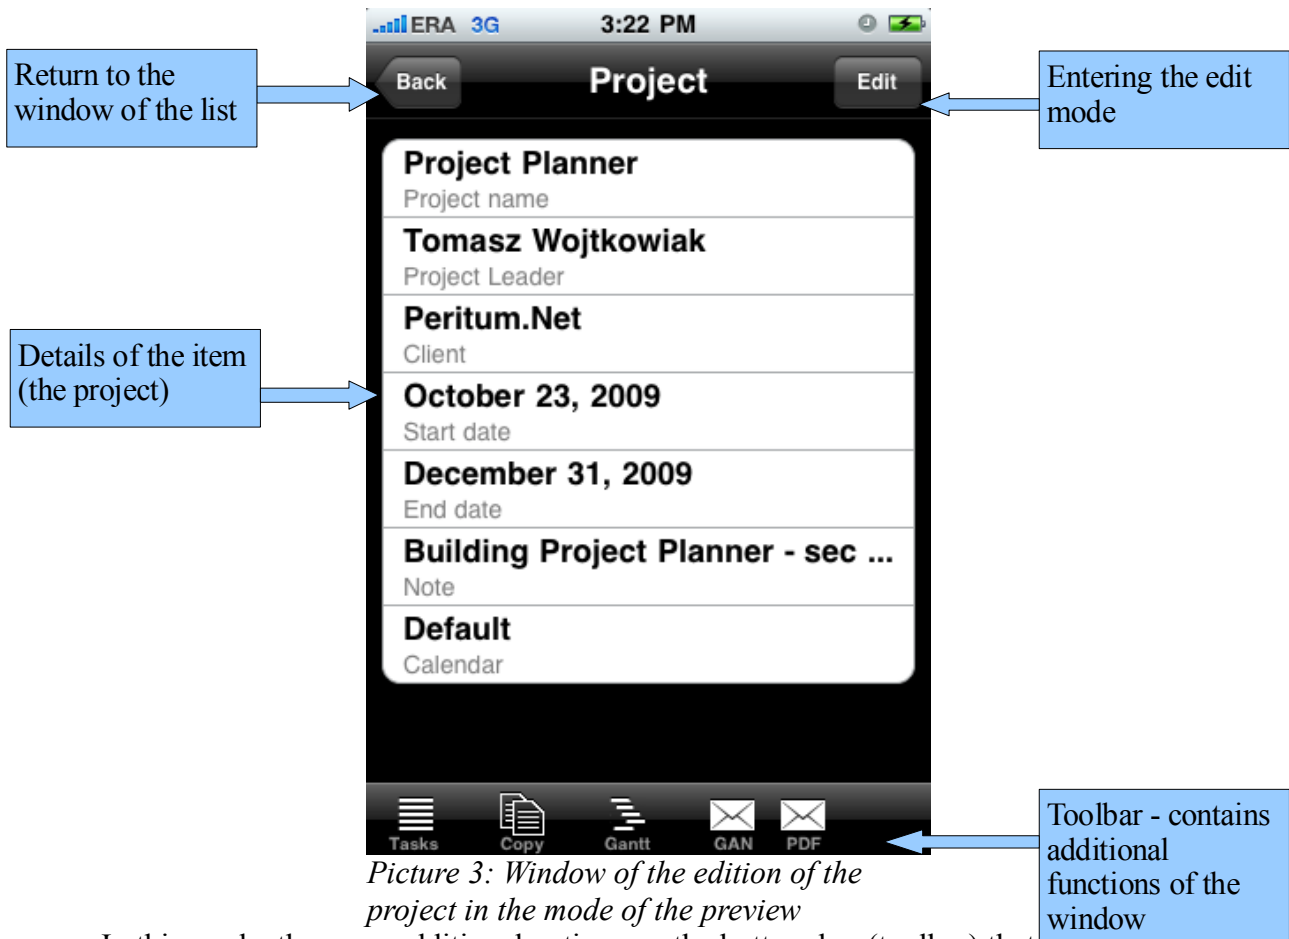 ERA 3G 3:22 PM
Return to the
window of the list
Back Project Edit
Entering the edit
mode
Project Planner
Project name
Tomasz Wojtkowiak
Project Leader
Peritum.Net
Client
Details of the item
(the project)
October 23, 2009
Start date
December 31, 2009
End date
Building Project Planner - sec ...
Note
Default
Calendar
Tasks Copy Gantt GAN PDF
Toolbar - contains
additional
functions of the
window
Picture 3: Window of the edition of the
project in the mode of the preview